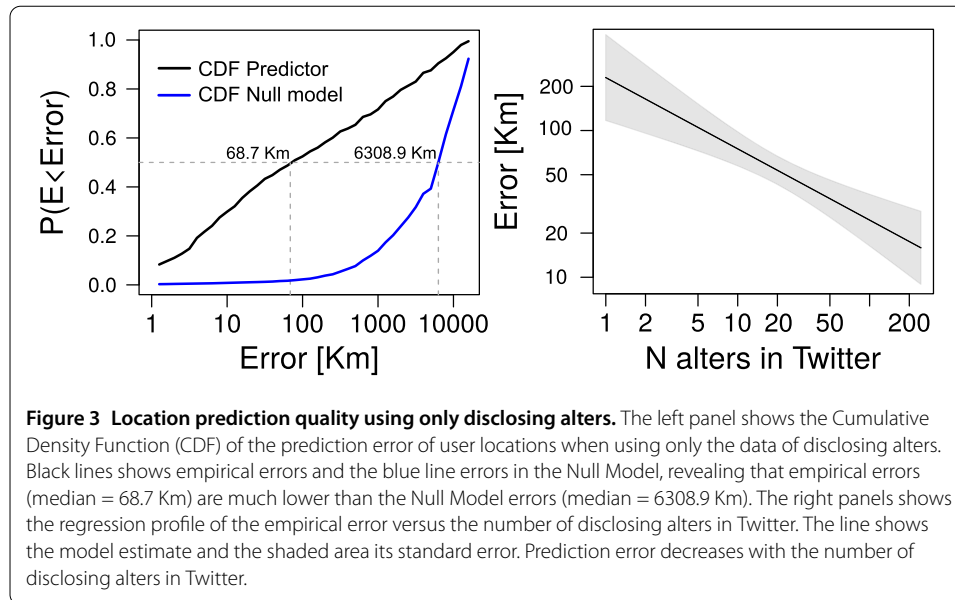 1.0
0.8
0.6
0.4
0.2
0.0
P(E<Error)
CDF Predictor
CDF Null model
68.7 Km
6308.9 Km
1 10 100 1000 10000
Error [Km]
200
100
50
20
10
Error [Km]
1 2 5 10 20 50 200
N alters in Twitter
Figure 3 Location prediction quality using only disclosing alters. The left panel shows the Cumulative
Density Function (CDF) of the prediction error of user locations when using only the data of disclosing alters.
Black lines shows empirical errors and the blue line errors in the Null Model, revealing that empirical errors
(median = 68.7 Km) are much lower than the Null Model errors (median = 6308.9 Km). The right panels shows
the regression profile of the empirical error versus the number of disclosing alters in Twitter. The line shows
the model estimate and the shaded area its standard error. Prediction error decreases with the number of
disclosing alters in Twitter.